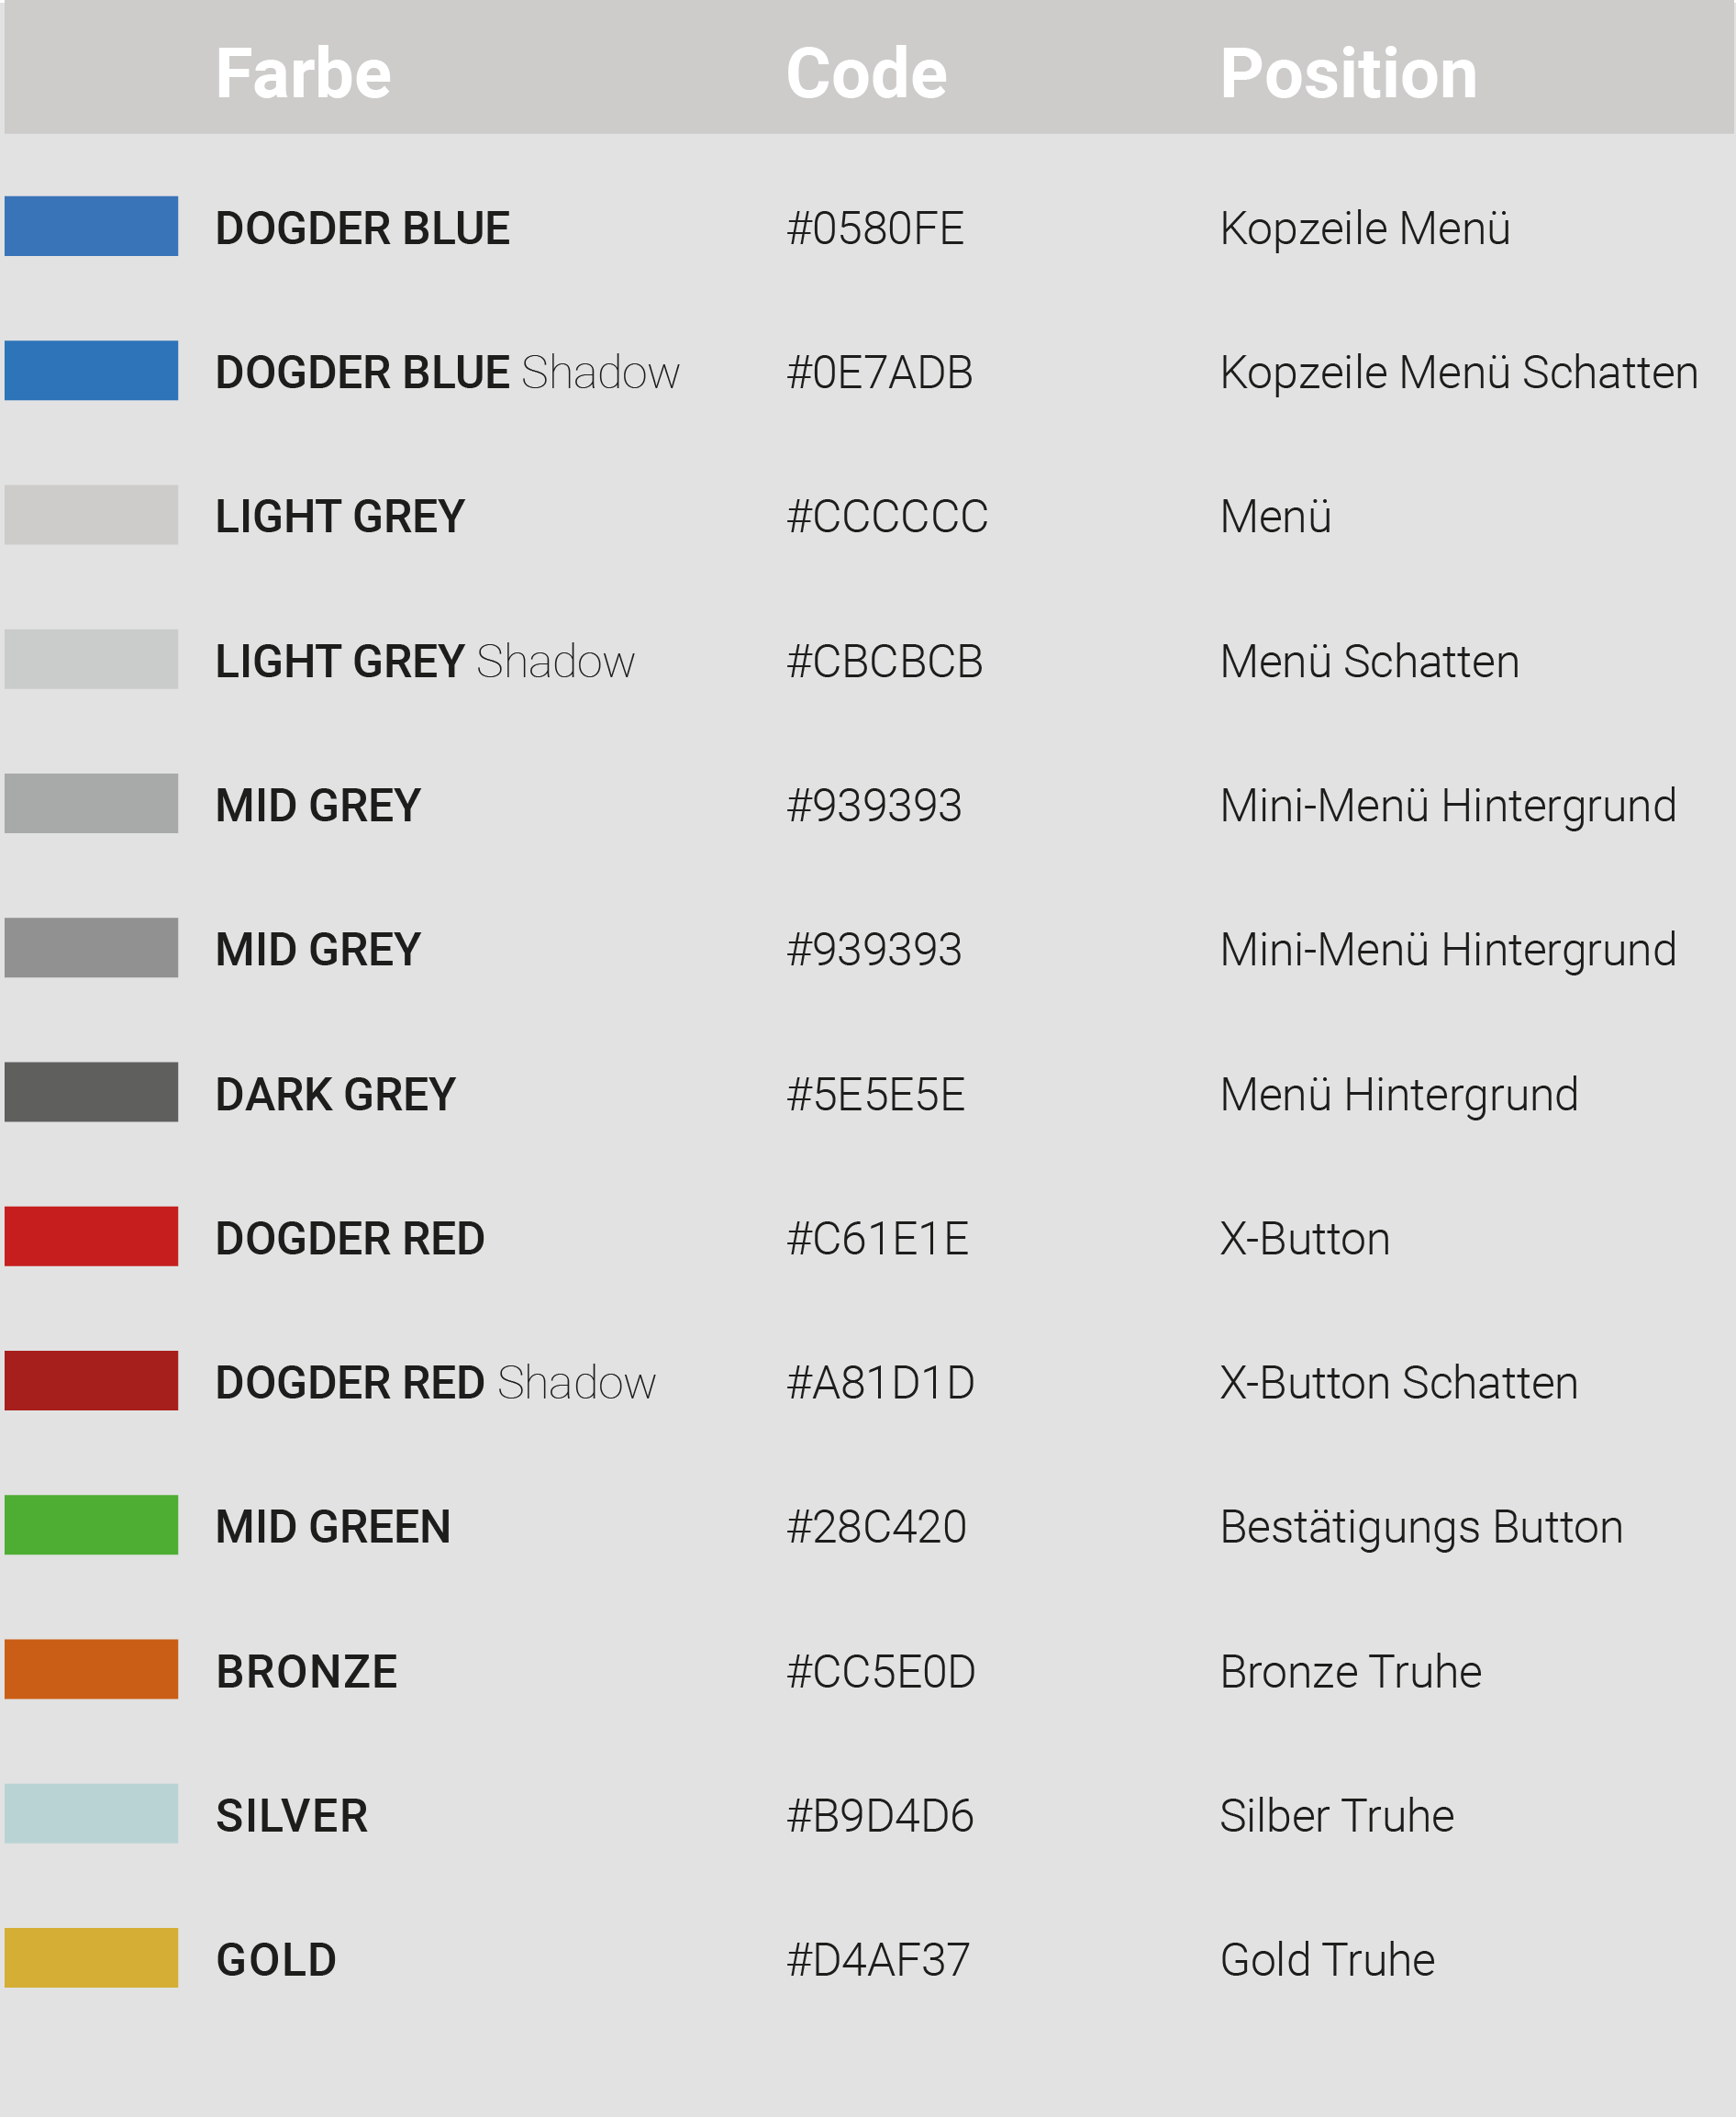 Farbe Code Position
DOGDER BLUE #0580FE Kopzeile Menü
DOGDER BLUE Shadow #0E7ADB Kopzeile Menü Schatten
LIGHT GREY #CCCCCC Menü
LIGHT GREY Shadow #CBCBCB Menü Schatten
MID GREY #939393 Mini-Menü Hintergrund
MID GREY #939393 Mini-Menü Hintergrund
DARK GREY #5E5E5E Menü Hintergrund
DOGDER RED #C61E1E X-Button
DOGDER RED Shadow #A81D1D X-Button Schatten
MID GREEN #28C420 Bestätigungs Button
BRONZE #CC5E0D Bronze Truhe
SILVER #B9D4D6 Silber Truhe
GOLD #D4AF37 Gold Truhe